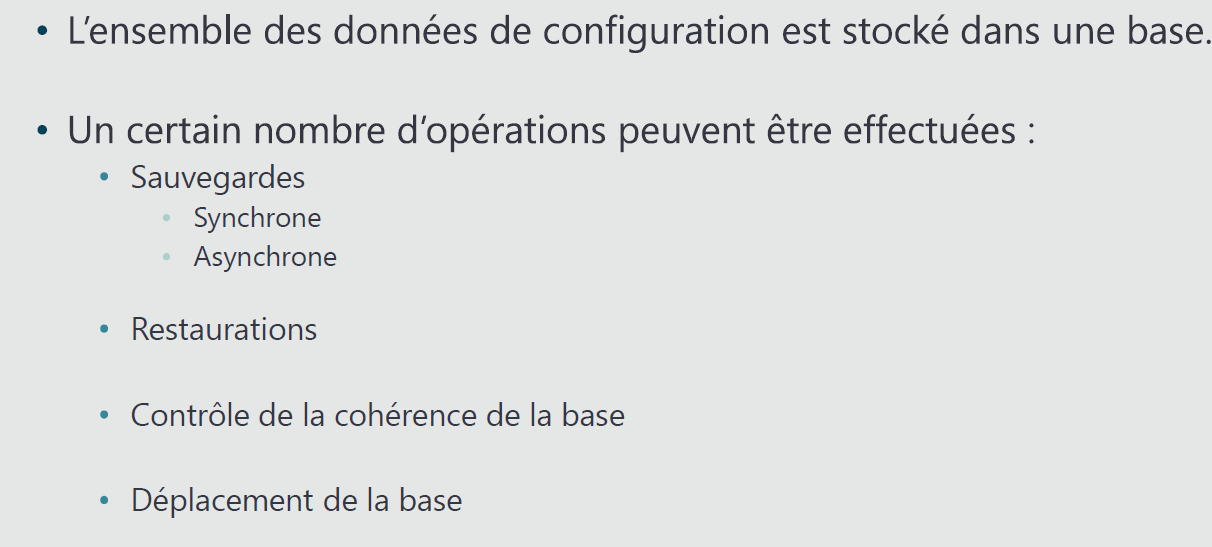 • L’ensemble des données de configuration est stocké dans une base.
• Un certain nombre d’opérations peuvent être effectuées :
• Sauvegardes
• Synchrone
• Asynchrone
• Restaurations
• Contrôle de la cohérence de la base
• Déplacement de la base